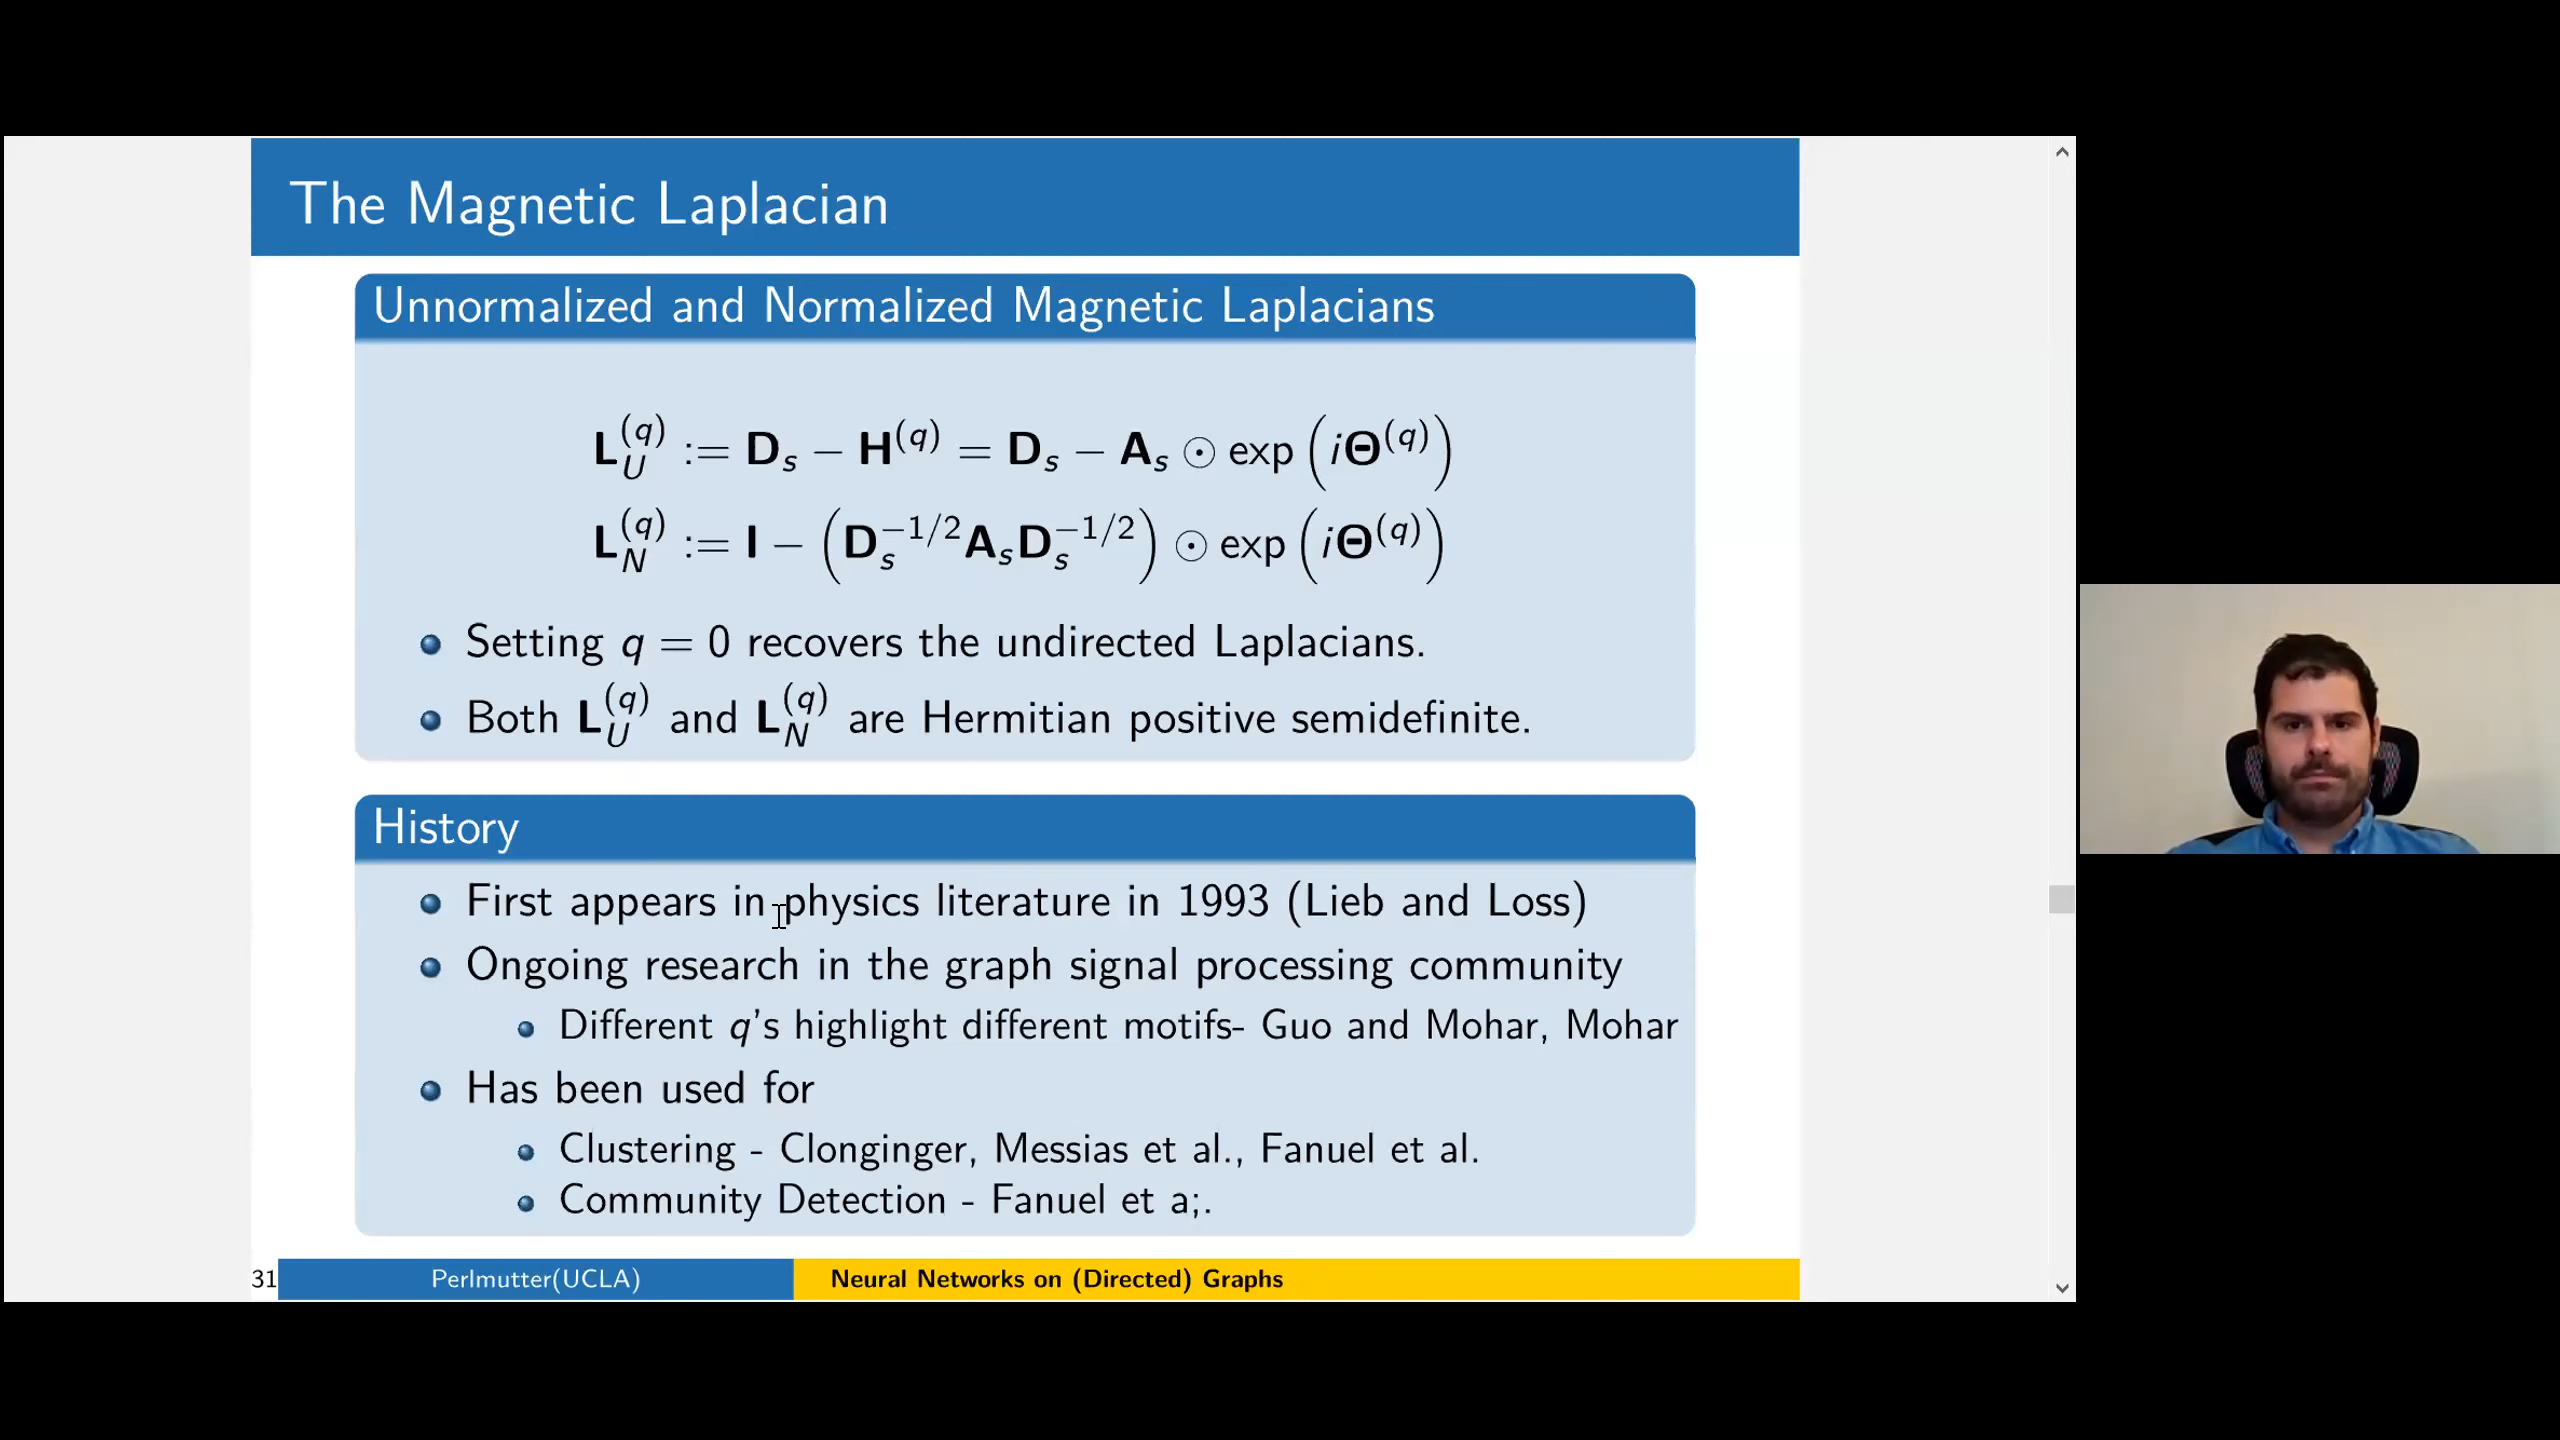 The Magnetic Laplacian
Unnormalized and Normalized Magnetic Laplacians
L_U^{(q)} := D_s − H^{(q)} = D_s − A_s ⊙ exp (iΘ^{(q)})
L_N^{(q)} := I − (D_s^{−1/2} A_s D_s^{−1/2}) ⊙ exp (iΘ^{(q)})
Setting q = 0 recovers the undirected Laplacians.
Both L_U^{(q)} and L_N^{(q)} are Hermitian positive semidefinite.
History
First appears in physics literature in 1993 (Lieb and Loss)
Ongoing research in the graph signal processing community
Different q's highlight different motifs- Guo and Mohar, Mohar
Has been used for
Clustering - Clonginger, Messias et al., Fanuel et al.
Community Detection - Fanuel et a;.
31 Perlmutter(UCLA) Neural Networks on (Directed) Graphs